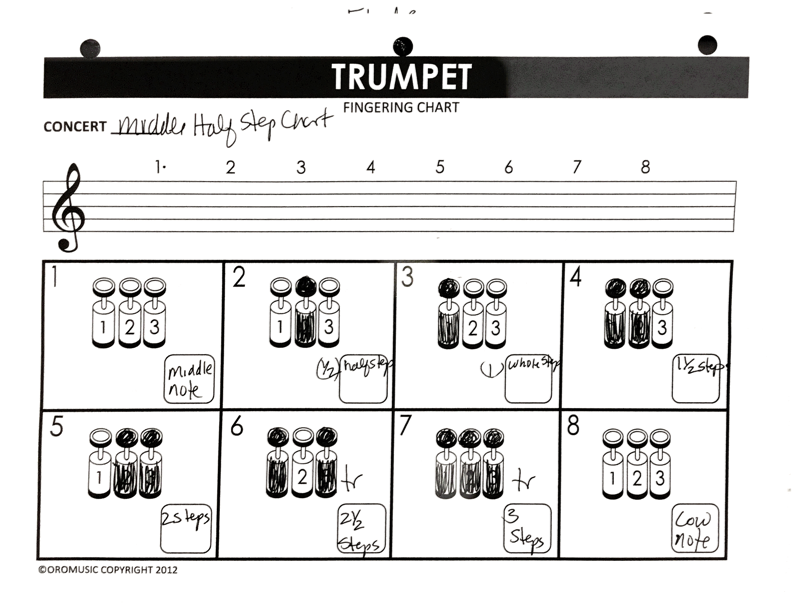 TRUMPET
FINGERING CHART
CONCERT Middle Half Step Chart
1. 2 3 4 5 6 7 8
1 2 3 4
1 2 3 1 3 2 3 3
middle note
(½) half step
(1) whole step
1½ steps
5 6 7 8
1 2 1 2 3
tr tr
2 steps
2½ steps
3 steps
Low note
©OROMUSIC COPYRIGHT 2012